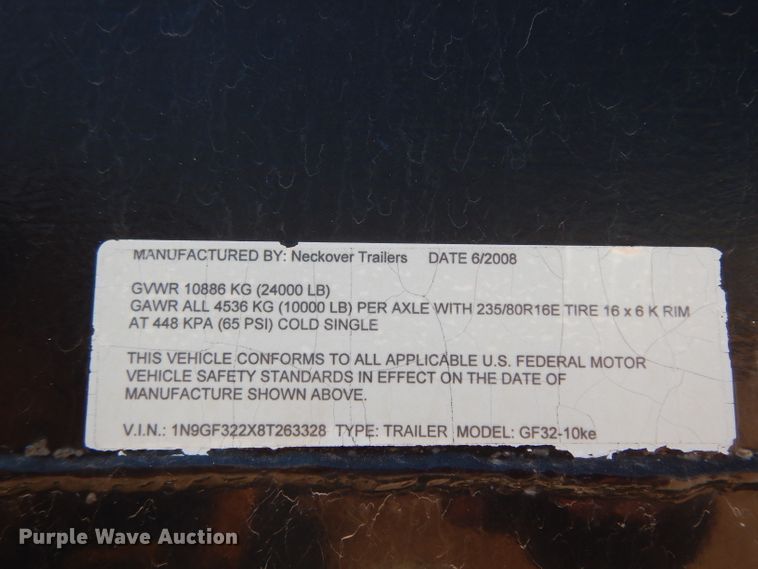 MANUFACTURED BY: Neckover Trailers DATE 6/2008
GVWR 10886 KG (24000 LB)
GAWR ALL 4536 KG (10000 LB) PER AXLE WITH 235/80R16E TIRE 16 x 6 K RIM
AT 448 KPA (65 PSI) COLD SINGLE
THIS VEHICLE CONFORMS TO ALL APPLICABLE U.S. FEDERAL MOTOR
VEHICLE SAFETY STANDARDS IN EFFECT ON THE DATE OF
MANUFACTURE SHOWN ABOVE.
V.I.N.: 1N9GF322X8T263328 TYPE: TRAILER MODEL: GF32-10ke
Purple Wave Auction